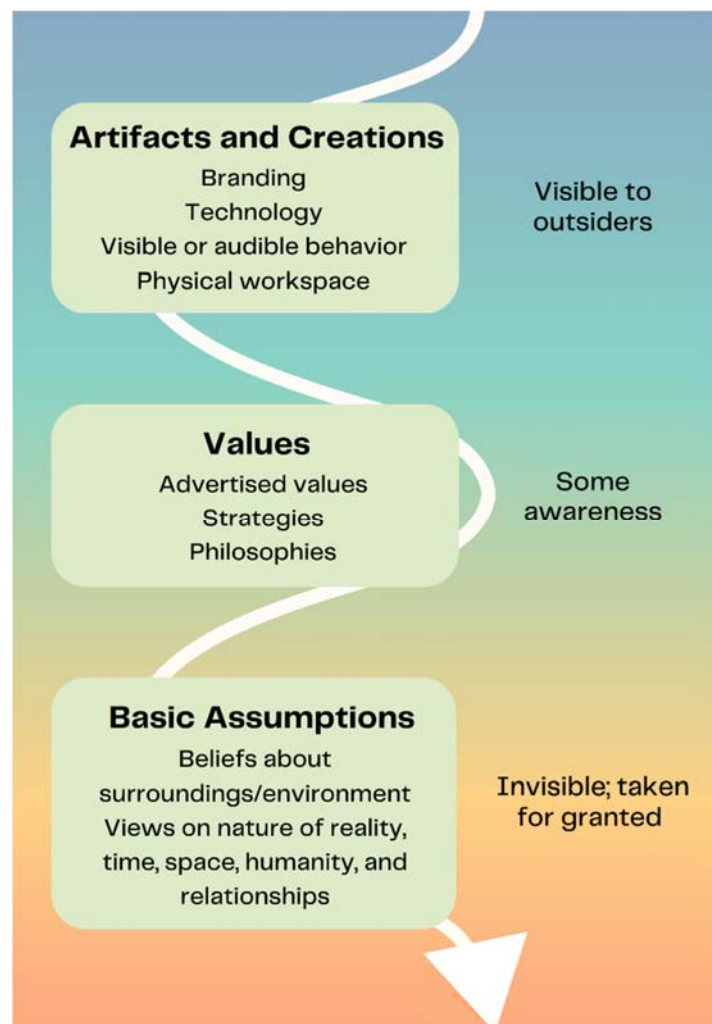 Artifacts and Creations
Branding
Technology
Visible or audible behavior
Physical workspace
Visible to
outsiders
Values
Advertised values
Strategies
Philosophies
Some
awareness
Basic Assumptions
Beliefs about
surroundings/environment
Views on nature of reality,
time, space, humanity, and
relationships
Invisible; taken
for granted